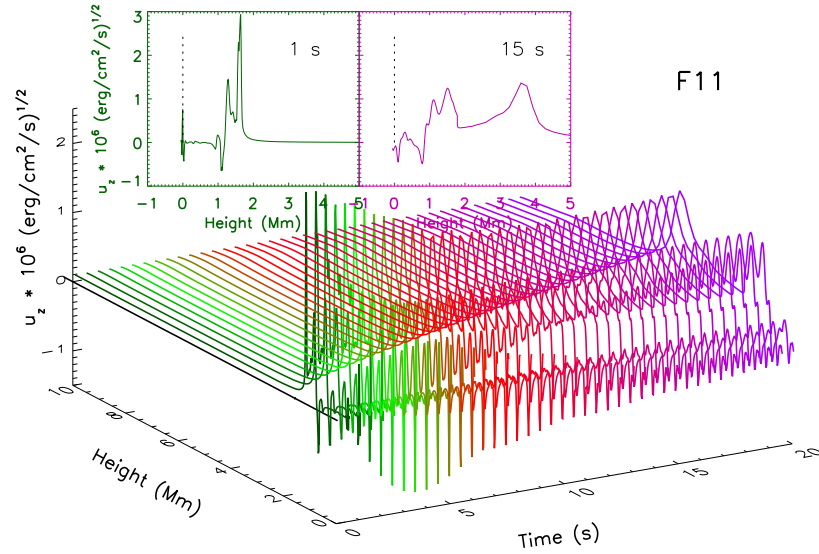 3
2
1
0
−1
u_z * 10^6 (erg/cm^2/s)^1/2
1 s
15 s
−1 0 1 2 3 4 5
0 1 2 3 4 5
Height (Mm)
Height (Mm)
F11
2
1
0
−1
u_z * 10^6 (erg/cm^2/s)^1/2
10
8
6
4
2
0
Height (Mm)
0
5
10
15
20
Time (s)